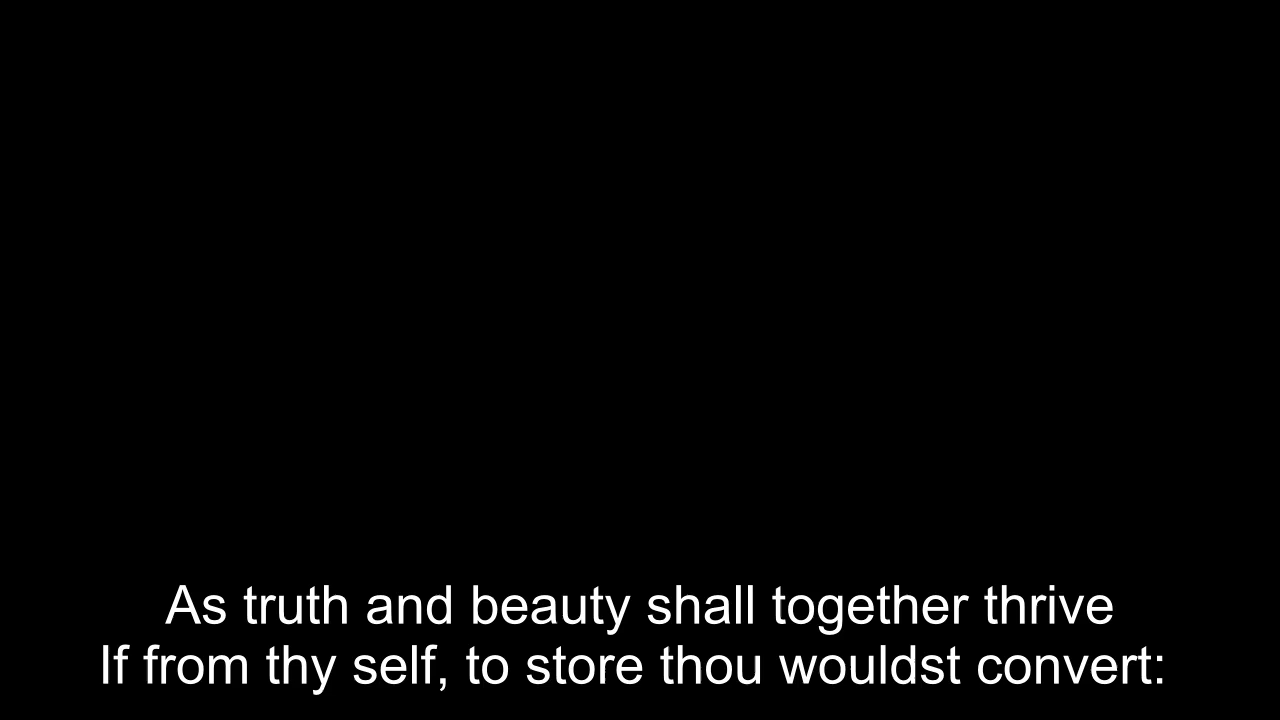 As truth and beauty shall together thrive
If from thy self, to store thou wouldst convert: